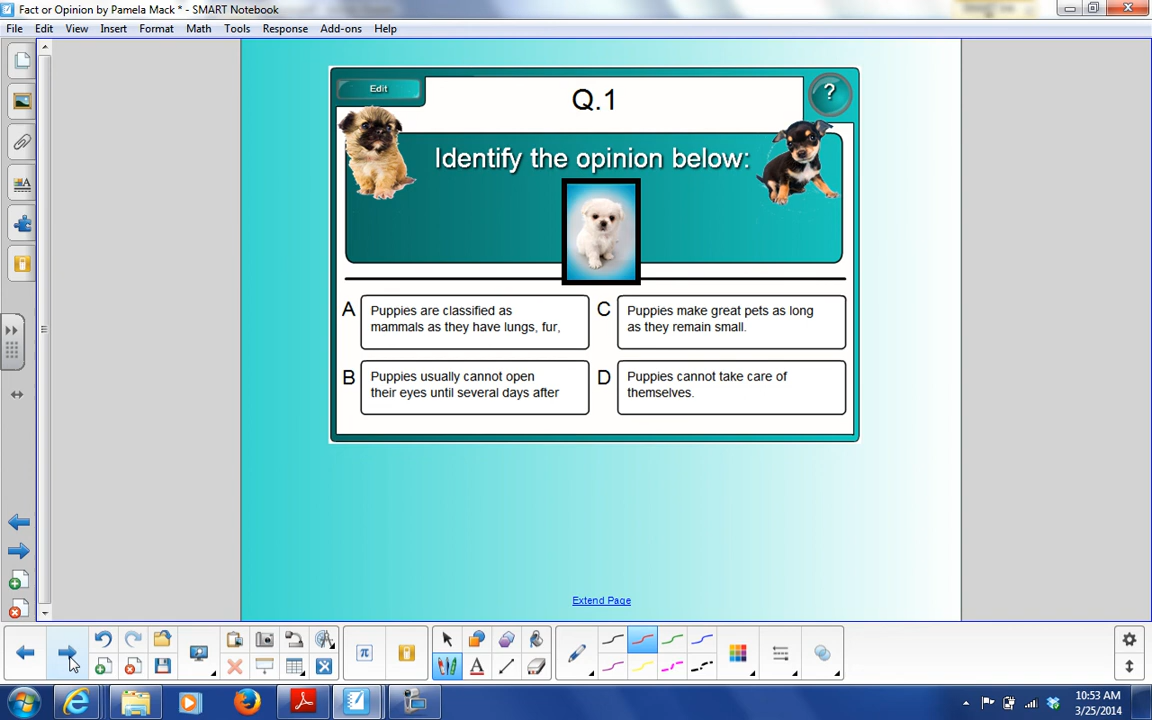 Fact or Opinion by Pamela Mack * - SMART Notebook
File Edit View Insert Format Math Tools Response Add-ons Help
Edit
Q.1
?
Identify the opinion below:
A
Puppies are classified as
mammals as they have lungs, fur,
B
Puppies usually cannot open
their eyes until several days after
C
Puppies make great pets as long
as they remain small.
D
Puppies cannot take care of
themselves.
Extend Page
10:53 AM
3/25/2014